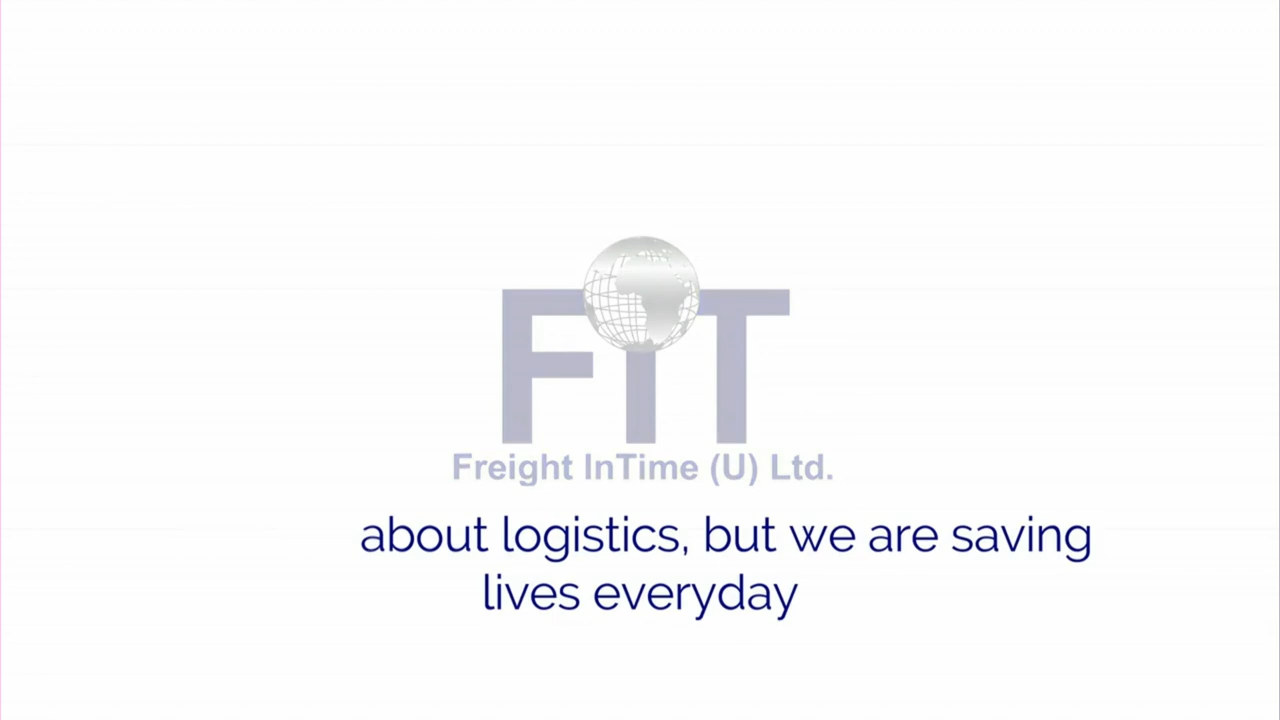 FiT
Freight InTime (U) Ltd.
about logistics, but we are saving
lives everyday